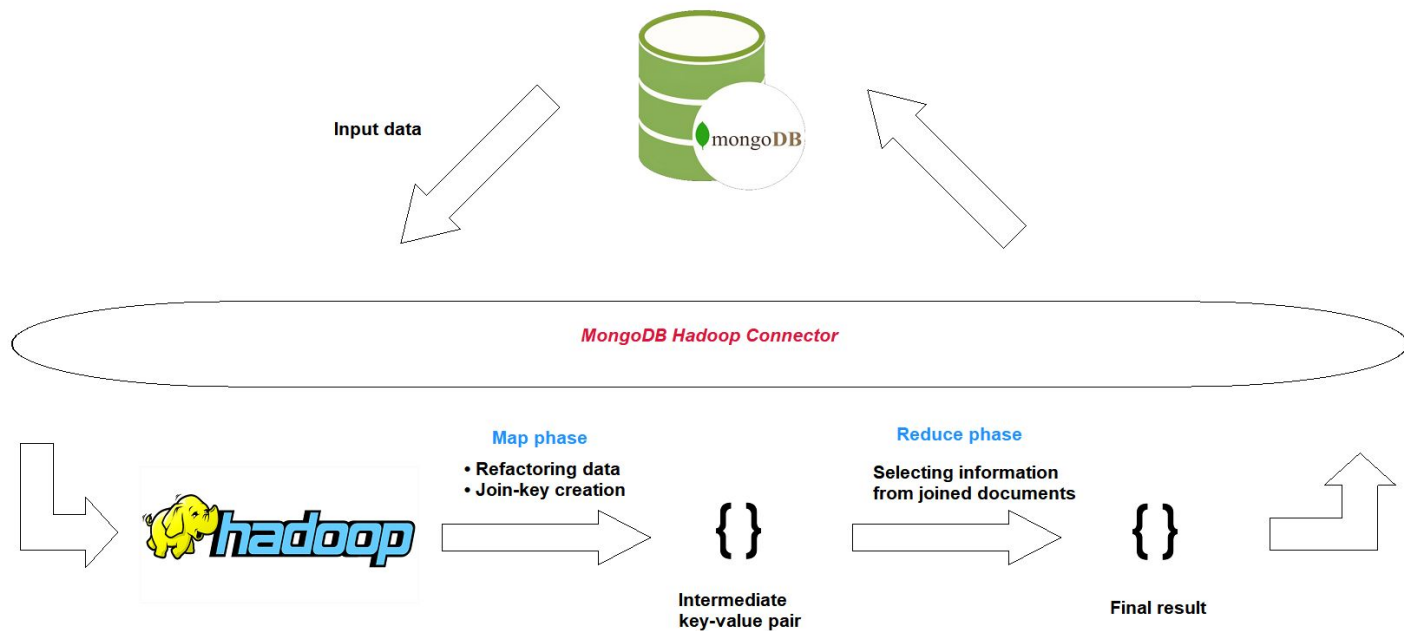 Input data
mongoDB
MongoDB Hadoop Connector
Map phase
• Refactoring data
• Join-key creation
Reduce phase
Selecting information
from joined documents
hadoop
{ }
Intermediate
key-value pair
{ }
Final result